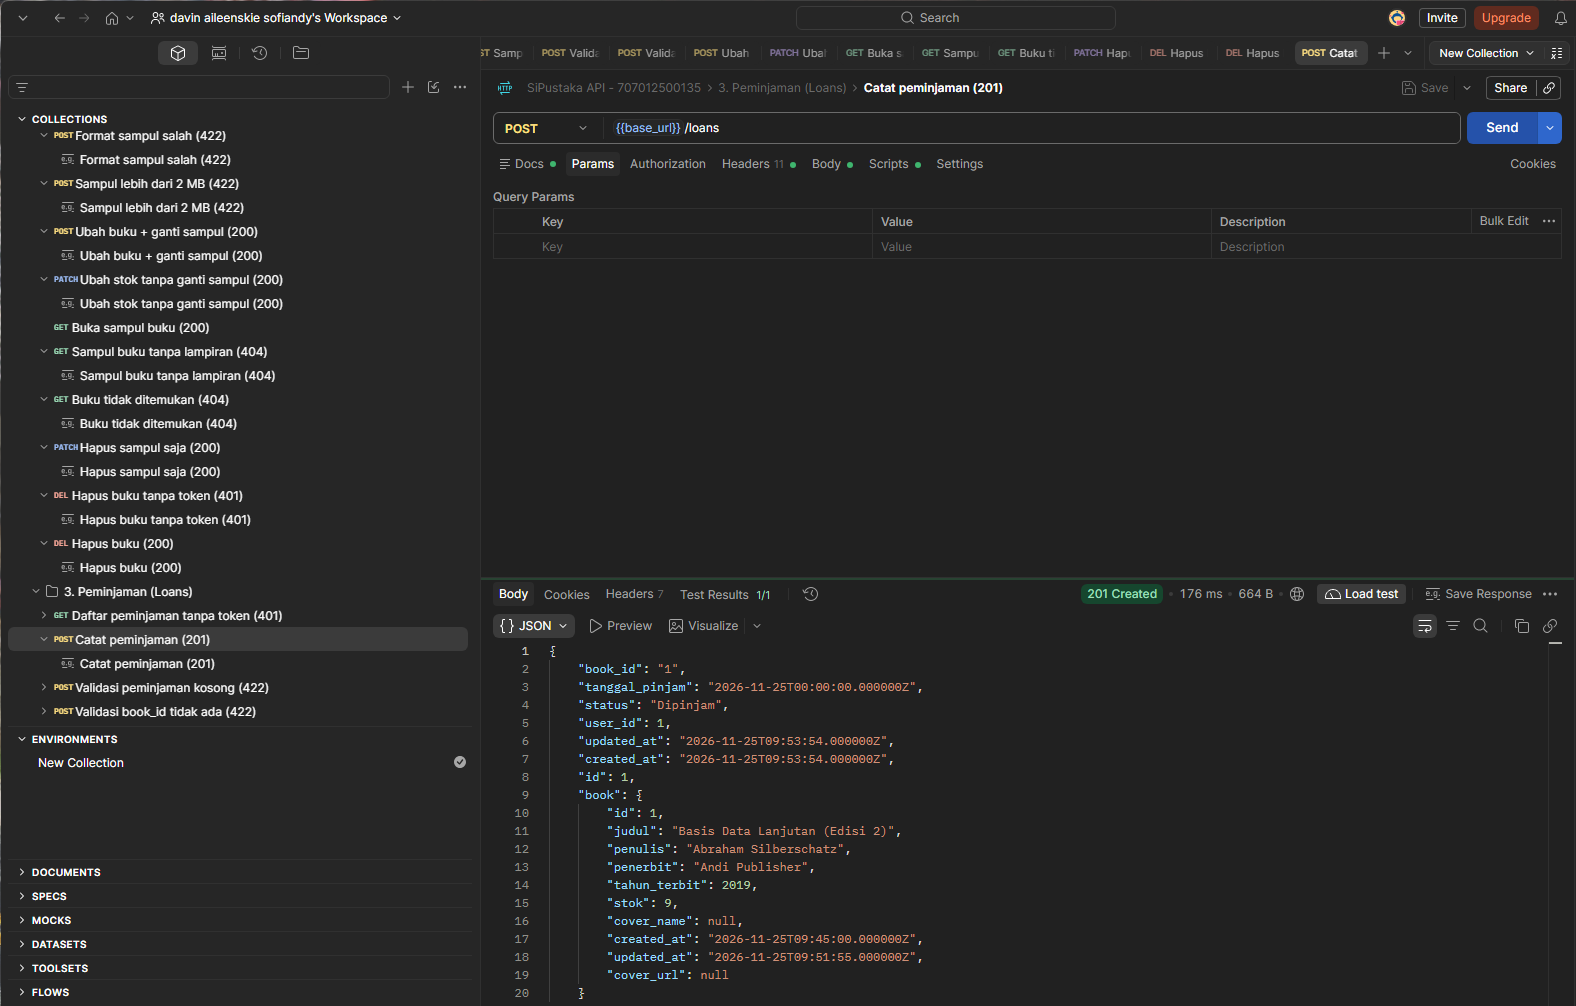 davin aileenskie sofiandy's Workspace
Search
Invite
Upgrade
ST Samp
POST Valida
POST Valida
POST Ubah
PATCH Ubal
GET Buka s
GET Sampu
GET Buku ti
PATCH Hapu
DEL Hapus
DEL Hapus
POST Catat
New Collection
SiPustaka API - 707012500135 > 3. Peminjaman (Loans) > Catat peminjaman (201)
Save
Share
POST
{{base_url}} /loans
Send
Docs
Params
Authorization
Headers 11
Body
Scripts
Settings
Cookies
Query Params
Key Value Description Bulk Edit
Key Value Description
COLLECTIONS
POST Format sampul salah (422)
e.g. Format sampul salah (422)
POST Sampul lebih dari 2 MB (422)
e.g. Sampul lebih dari 2 MB (422)
POST Ubah buku + ganti sampul (200)
e.g. Ubah buku + ganti sampul (200)
PATCH Ubah stok tanpa ganti sampul (200)
e.g. Ubah stok tanpa ganti sampul (200)
GET Buka sampul buku (200)
GET Sampul buku tanpa lampiran (404)
e.g. Sampul buku tanpa lampiran (404)
GET Buku tidak ditemukan (404)
e.g. Buku tidak ditemukan (404)
PATCH Hapus sampul saja (200)
e.g. Hapus sampul saja (200)
DEL Hapus buku tanpa token (401)
e.g. Hapus buku tanpa token (401)
DEL Hapus buku (200)
e.g. Hapus buku (200)
3. Peminjaman (Loans)
GET Daftar peminjaman tanpa token (401)
POST Catat peminjaman (201)
e.g. Catat peminjaman (201)
POST Validasi peminjaman kosong (422)
POST Validasi book_id tidak ada (422)
ENVIRONMENTS
New Collection
DOCUMENTS
SPECS
MOCKS
DATASETS
TOOLSETS
FLOWS
Body
Cookies
Headers 7
Test Results 1/1
201 Created
176 ms
664 B
Load test
e.g. Save Response
{} JSON
Preview
Visualize
1 {
2 "book_id": "1",
3 "tanggal_pinjam": "2026-11-25T00:00:00.000000Z",
4 "status": "Dipinjam",
5 "user_id": 1,
6 "updated_at": "2026-11-25T09:53:54.000000Z",
7 "created_at": "2026-11-25T09:53:54.000000Z",
8 "id": 1,
9 "book": {
10 "id": 1,
11 "judul": "Basis Data Lanjutan (Edisi 2)",
12 "penulis": "Abraham Silberschatz",
13 "penerbit": "Andi Publisher",
14 "tahun_terbit": 2019,
15 "stok": 9,
16 "cover_name": null,
17 "created_at": "2026-11-25T09:45:00.000000Z",
18 "updated_at": "2026-11-25T09:51:55.000000Z",
19 "cover_url": null
20 }